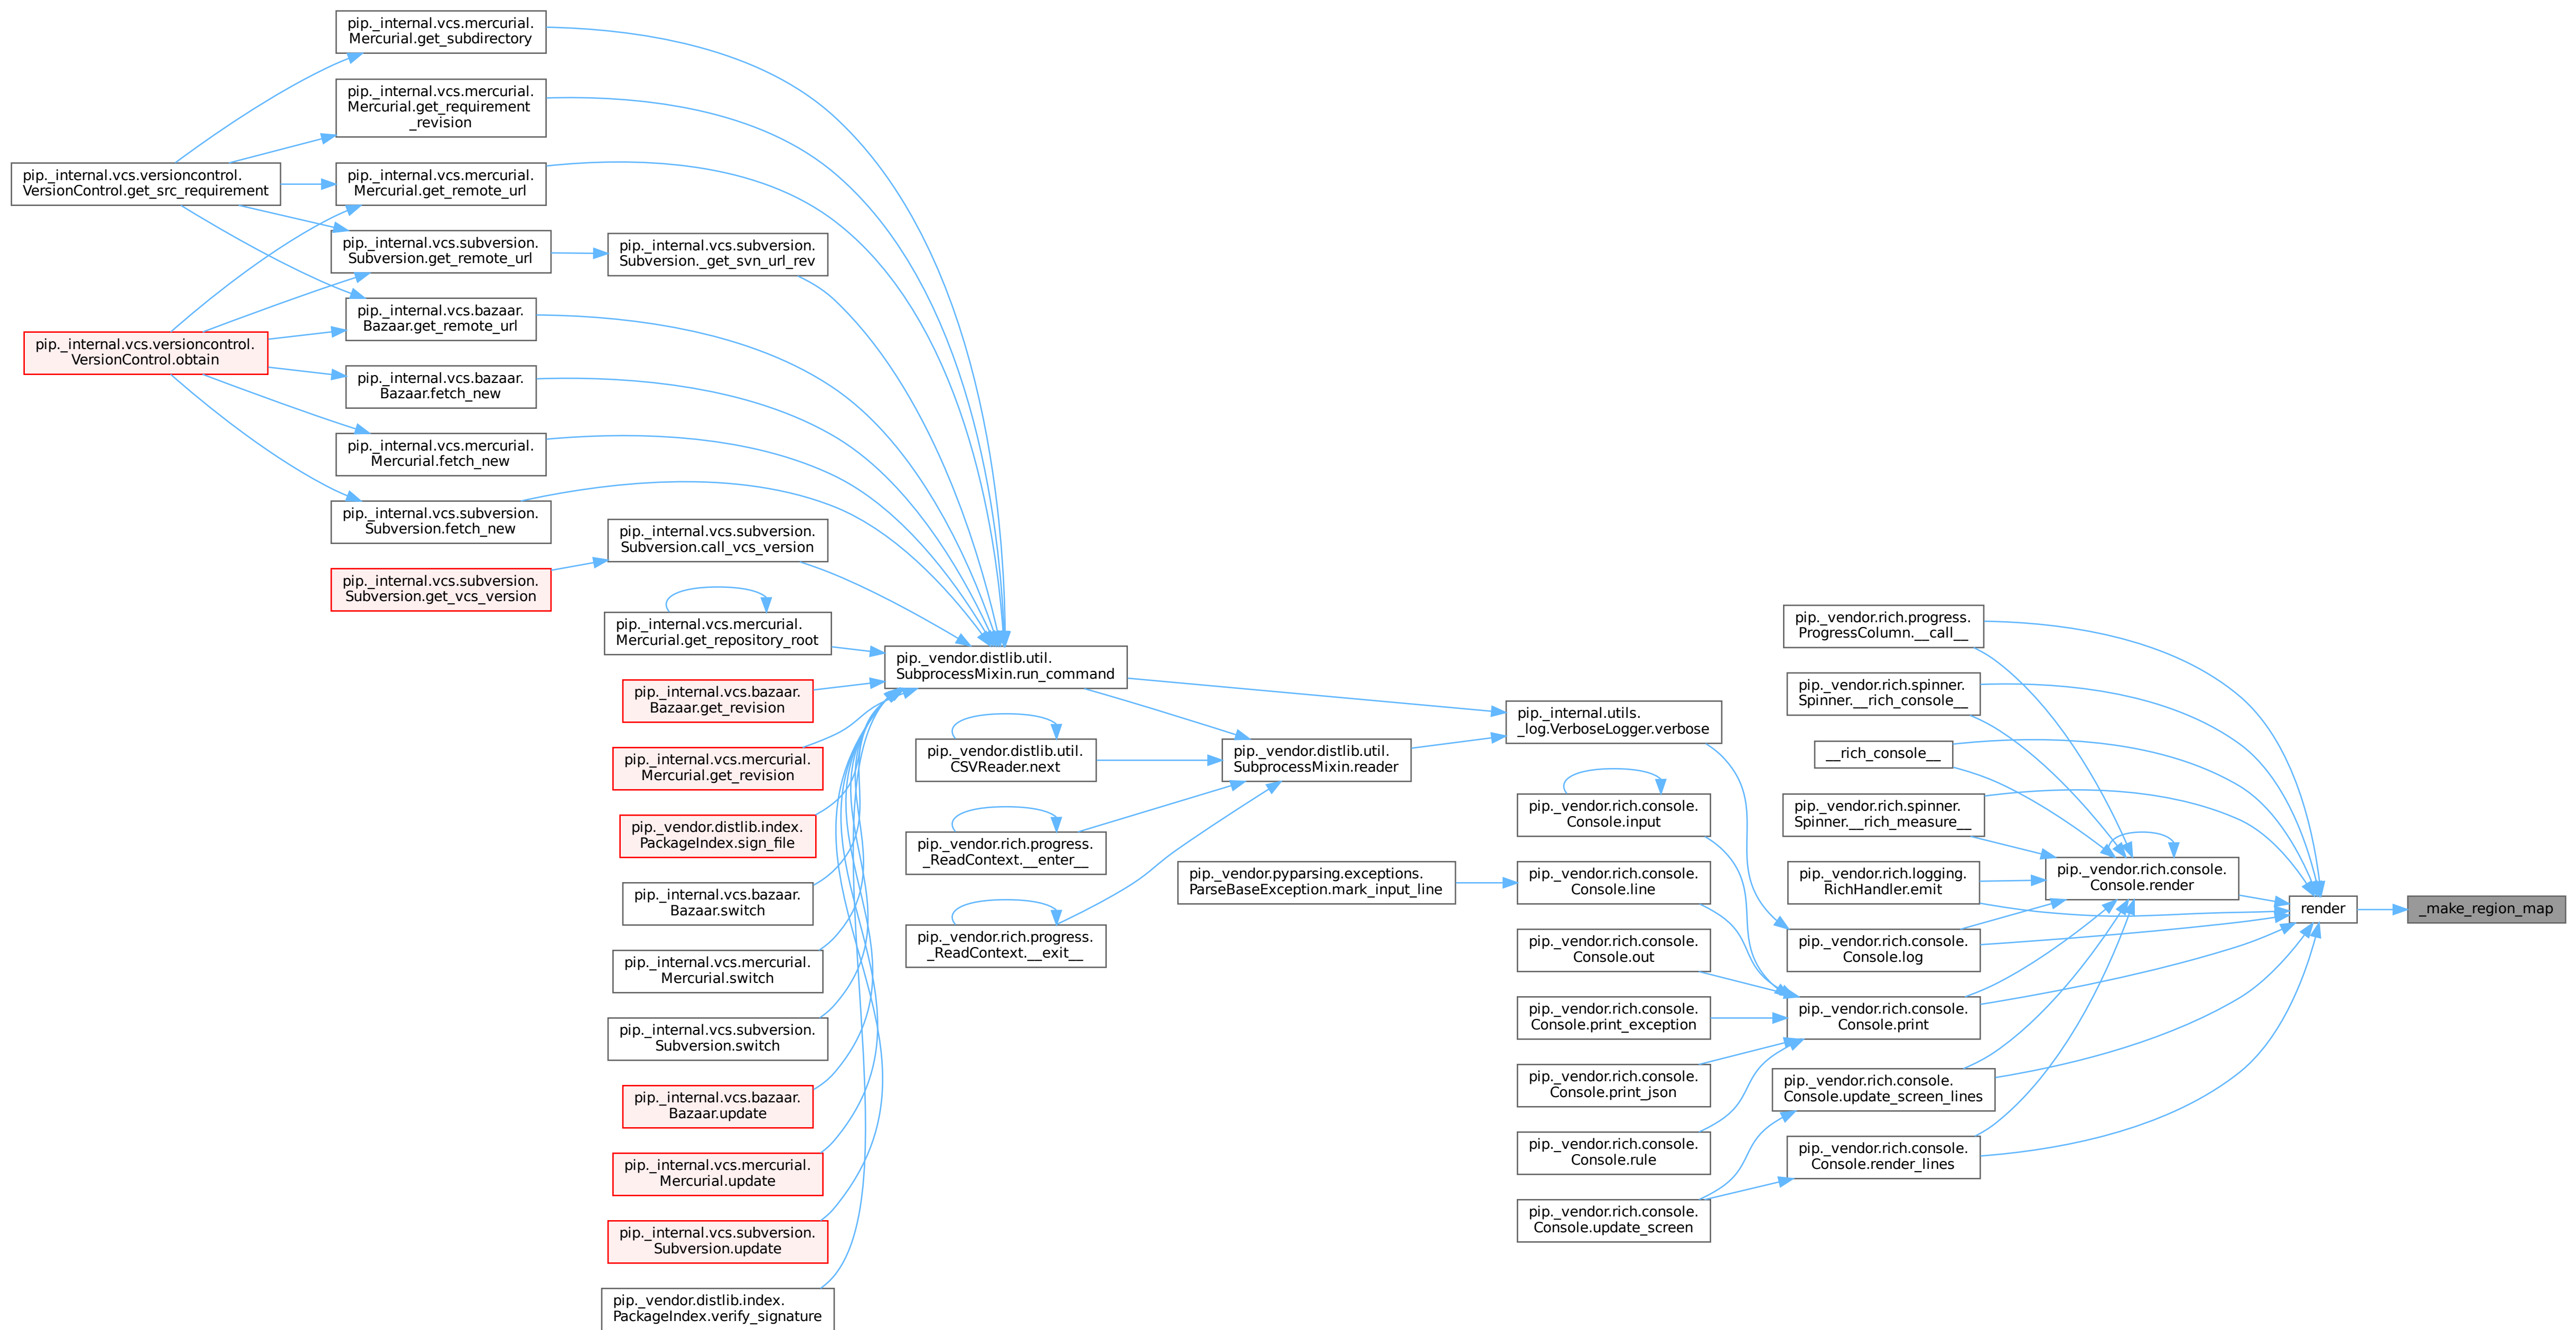 pip._internal.vcs.mercurial.
Mercurial.get_subdirectory
pip._internal.vcs.mercurial.
Mercurial.get_requirement
_revision
pip._internal.vcs.versioncontrol.
VersionControl.get_src_requirement
pip._internal.vcs.mercurial.
Mercurial.get_remote_url
pip._internal.vcs.subversion.
Subversion.get_remote_url
pip._internal.vcs.subversion.
Subversion._get_svn_url_rev
pip._internal.vcs.bazaar.
Bazaar.get_remote_url
pip._internal.vcs.versioncontrol.
VersionControl.obtain
pip._internal.vcs.bazaar.
Bazaar.fetch_new
pip._internal.vcs.mercurial.
Mercurial.fetch_new
pip._internal.vcs.subversion.
Subversion.fetch_new
pip._internal.vcs.subversion.
Subversion.call_vcs_version
pip._internal.vcs.subversion.
Subversion.get_vcs_version
pip._internal.vcs.mercurial.
Mercurial.get_repository_root
pip._internal.vcs.bazaar.
Bazaar.get_revision
pip._internal.vcs.mercurial.
Mercurial.get_revision
pip._vendor.distlib.index.
PackageIndex.sign_file
pip._internal.vcs.bazaar.
Bazaar.switch
pip._internal.vcs.mercurial.
Mercurial.switch
pip._internal.vcs.subversion.
Subversion.switch
pip._internal.vcs.bazaar.
Bazaar.update
pip._internal.vcs.mercurial.
Mercurial.update
pip._internal.vcs.subversion.
Subversion.update
pip._vendor.distlib.index.
PackageIndex.verify_signature
pip._vendor.distlib.util.
SubprocessMixin.run_command
pip._vendor.distlib.util.
CSVReader.next
pip._vendor.rich.progress.
_ReadContext.__enter__
pip._vendor.rich.progress.
_ReadContext.__exit__
pip._vendor.distlib.util.
SubprocessMixin.reader
pip._vendor.pyparsing.exceptions.
ParseBaseException.mark_input_line
pip._internal.utils.
_log.VerboseLogger.verbose
pip._vendor.rich.console.
Console.input
pip._vendor.rich.console.
Console.line
pip._vendor.rich.console.
Console.out
pip._vendor.rich.console.
Console.print_exception
pip._vendor.rich.console.
Console.print_json
pip._vendor.rich.console.
Console.rule
pip._vendor.rich.console.
Console.update_screen
pip._vendor.rich.progress.
ProgressColumn.__call__
pip._vendor.rich.spinner.
Spinner.__rich_console__
__rich_console__
pip._vendor.rich.spinner.
Spinner.__rich_measure__
pip._vendor.rich.logging.
RichHandler.emit
pip._vendor.rich.console.
Console.log
pip._vendor.rich.console.
Console.print
pip._vendor.rich.console.
Console.update_screen_lines
pip._vendor.rich.console.
Console.render_lines
pip._vendor.rich.console.
Console.render
render
_make_region_map